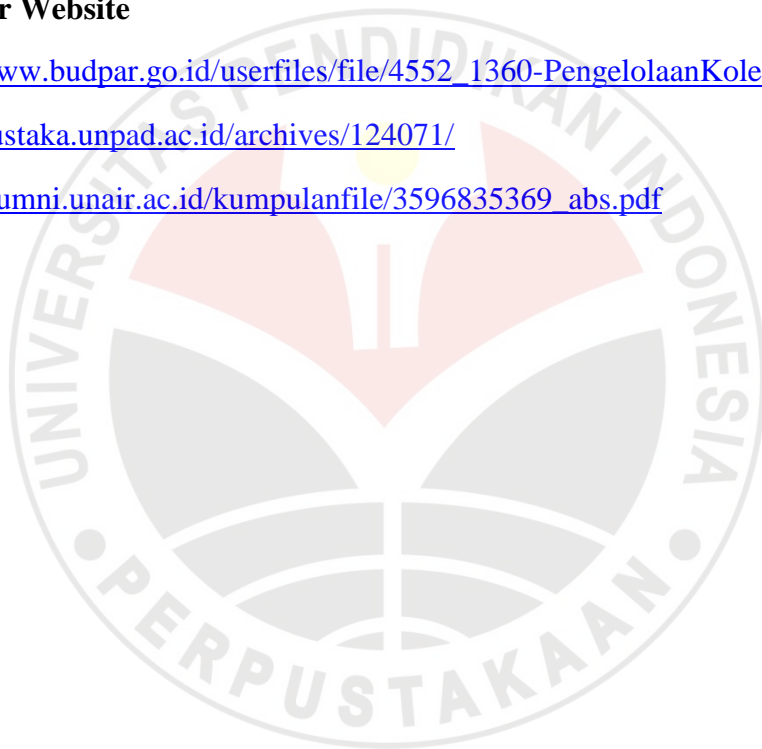 r Website
ww.budpar.go.id/userfiles/file/4552_1360-PengelolaanKole
ustaka.unpad.ac.id/archives/124071/
umni.unair.ac.id/kumpulanfile/3596835369_abs.pdf
UNIVERSITAS PENDIDIKAN INDONESIA
PERPUSTAKAAN